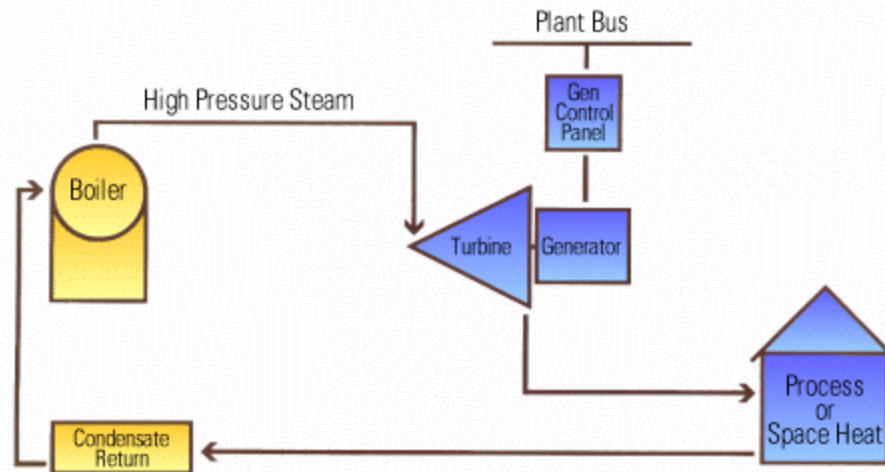 Plant Bus
High Pressure Steam
Gen
Control
Panel
Boiler
Turbine
Generator
Process
or
Space Heat
Condensate
Return